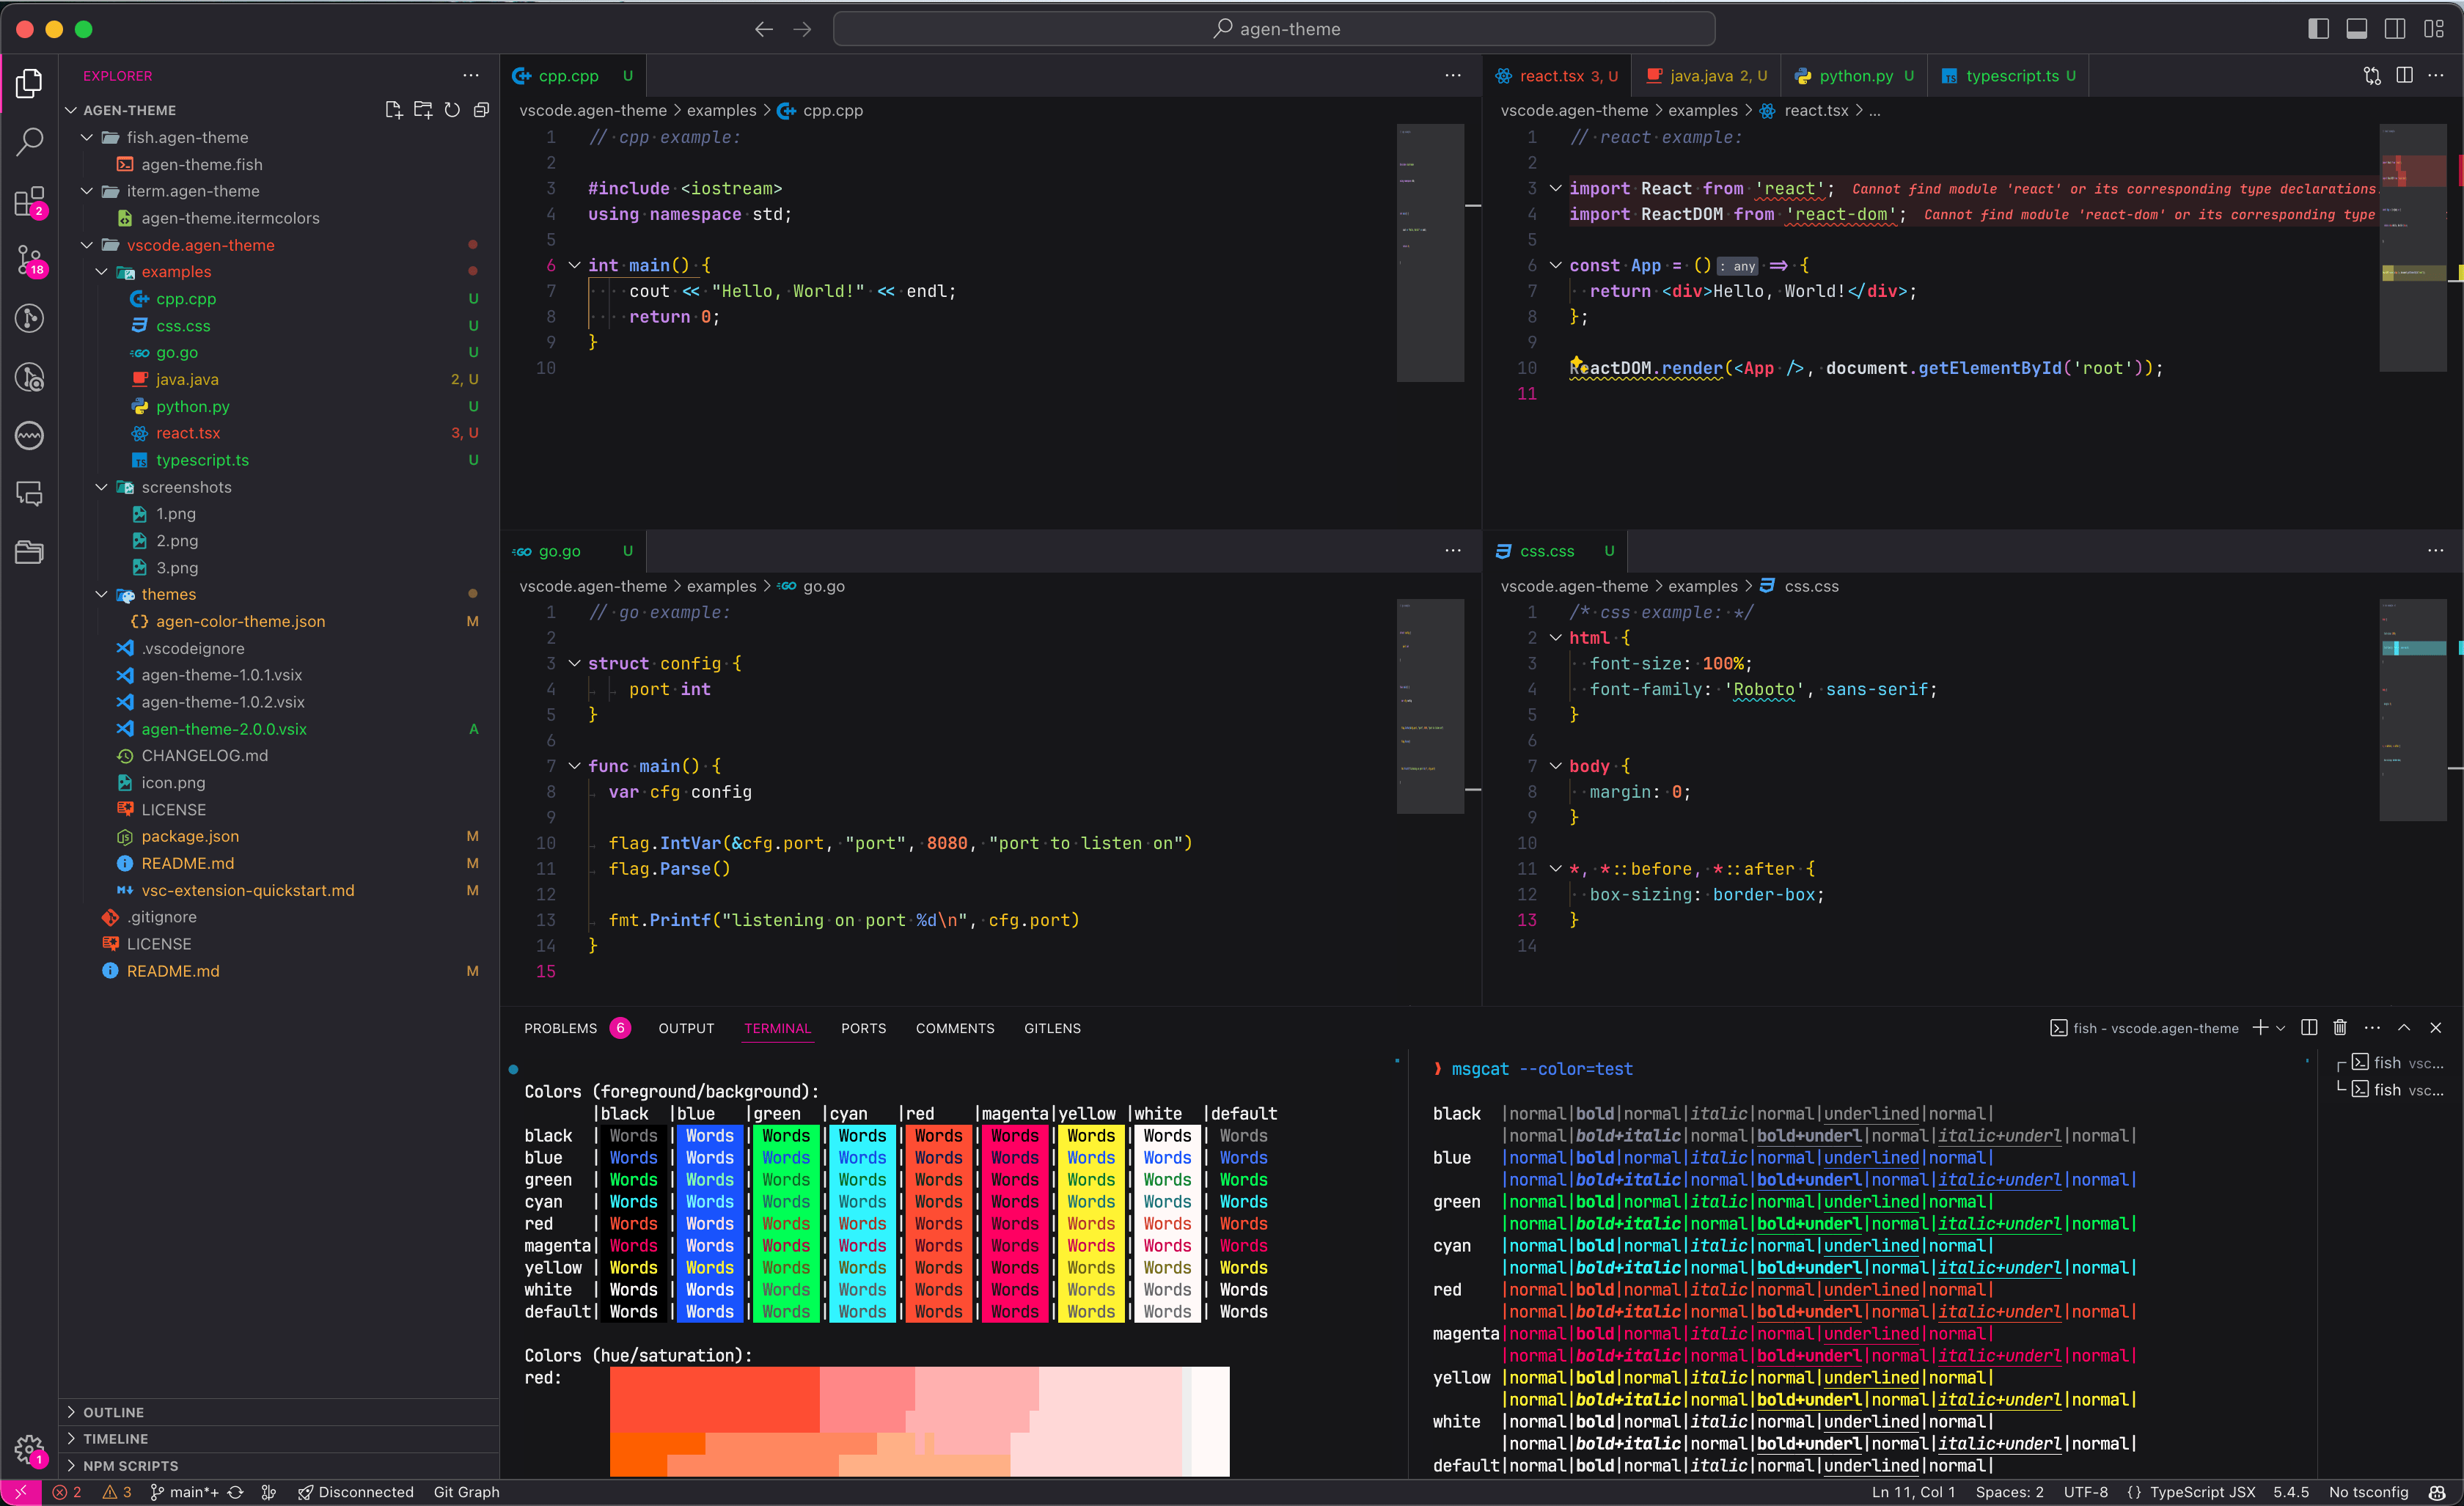 agen-theme
EXPLORER
AGEN-THEME
fish.agen-theme
agen-theme.fish
iterm.agen-theme
agen-theme.itermcolors
vscode.agen-theme
examples
cpp.cpp U
css.css U
go.go U
java.java 2, U
python.py U
react.tsx 3, U
typescript.ts U
screenshots
1.png
2.png
3.png
themes
agen-color-theme.json M
.vscodeignore
agen-theme-1.0.1.vsix
agen-theme-1.0.2.vsix
agen-theme-2.0.0.vsix A
CHANGELOG.md
icon.png
LICENSE
package.json M
README.md M
vsc-extension-quickstart.md M
.gitignore
LICENSE
README.md M
OUTLINE
TIMELINE
NPM SCRIPTS
2
18
1
cpp.cpp U
vscode.agen-theme > examples > cpp.cpp
1 // cpp example:
2
3 #include <iostream>
4 using namespace std;
5
6 int main() {
7 cout << "Hello, World!" << endl;
8 return 0;
9 }
10
react.tsx 3, U java.java 2, U python.py U typescript.ts U
vscode.agen-theme > examples > react.tsx > ...
1 // react example:
2
3 import React from 'react'; Cannot find module 'react' or its corresponding type declarations.
4 import ReactDOM from 'react-dom'; Cannot find module 'react-dom' or its corresponding type
5
6 const App = () : any => {
7 return <div>Hello, World!</div>;
8 };
9
10 ReactDOM.render(<App />, document.getElementById('root'));
11
go.go U
vscode.agen-theme > examples > go.go
1 // go example:
2
3 struct config {
4 port int
5 }
6
7 func main() {
8 var cfg config
9
10 flag.IntVar(&cfg.port, "port", 8080, "port to listen on")
11 flag.Parse()
12
13 fmt.Printf("listening on port %d\n", cfg.port)
14 }
15
css.css U
vscode.agen-theme > examples > css.css
1 /* css example: */
2 html {
3 font-size: 100%;
4 font-family: 'Roboto', sans-serif;
5 }
6
7 body {
8 margin: 0;
9 }
10
11 *, *::before, *::after {
12 box-sizing: border-box;
13 }
14
PROBLEMS 6 OUTPUT TERMINAL PORTS COMMENTS GITLENS
fish - vscode.agen-theme
Colors (foreground/background):
|black |blue |green |cyan |red |magenta|yellow |white |default
black | Words | Words | Words | Words | Words | Words | Words | Words | Words
blue | Words | Words | Words | Words | Words | Words | Words | Words | Words
green | Words | Words | Words | Words | Words | Words | Words | Words | Words
cyan | Words | Words | Words | Words | Words | Words | Words | Words | Words
red | Words | Words | Words | Words | Words | Words | Words | Words | Words
magenta| Words | Words | Words | Words | Words | Words | Words | Words | Words
yellow | Words | Words | Words | Words | Words | Words | Words | Words | Words
white | Words | Words | Words | Words | Words | Words | Words | Words | Words
default| Words | Words | Words | Words | Words | Words | Words | Words | Words
Colors (hue/saturation):
red:
❯ msgcat --color=test
black |normal|bold|normal|italic|normal|underlined|normal|
|normal|bold+italic|normal|bold+underl|normal|italic+underl|normal|
blue |normal|bold|normal|italic|normal|underlined|normal|
|normal|bold+italic|normal|bold+underl|normal|italic+underl|normal|
green |normal|bold|normal|italic|normal|underlined|normal|
|normal|bold+italic|normal|bold+underl|normal|italic+underl|normal|
cyan |normal|bold|normal|italic|normal|underlined|normal|
|normal|bold+italic|normal|bold+underl|normal|italic+underl|normal|
red |normal|bold|normal|italic|normal|underlined|normal|
|normal|bold+italic|normal|bold+underl|normal|italic+underl|normal|
magenta|normal|bold|normal|italic|normal|underlined|normal|
|normal|bold+italic|normal|bold+underl|normal|italic+underl|normal|
yellow |normal|bold|normal|italic|normal|underlined|normal|
|normal|bold+italic|normal|bold+underl|normal|italic+underl|normal|
white |normal|bold|normal|italic|normal|underlined|normal|
|normal|bold+italic|normal|bold+underl|normal|italic+underl|normal|
default|normal|bold|normal|italic|normal|underlined|normal|
fish vsc...
fish vsc...
2 3 main*+ Disconnected Git Graph
Ln 11, Col 1 Spaces: 2 UTF-8 {} TypeScript JSX 5.4.5 No tsconfig